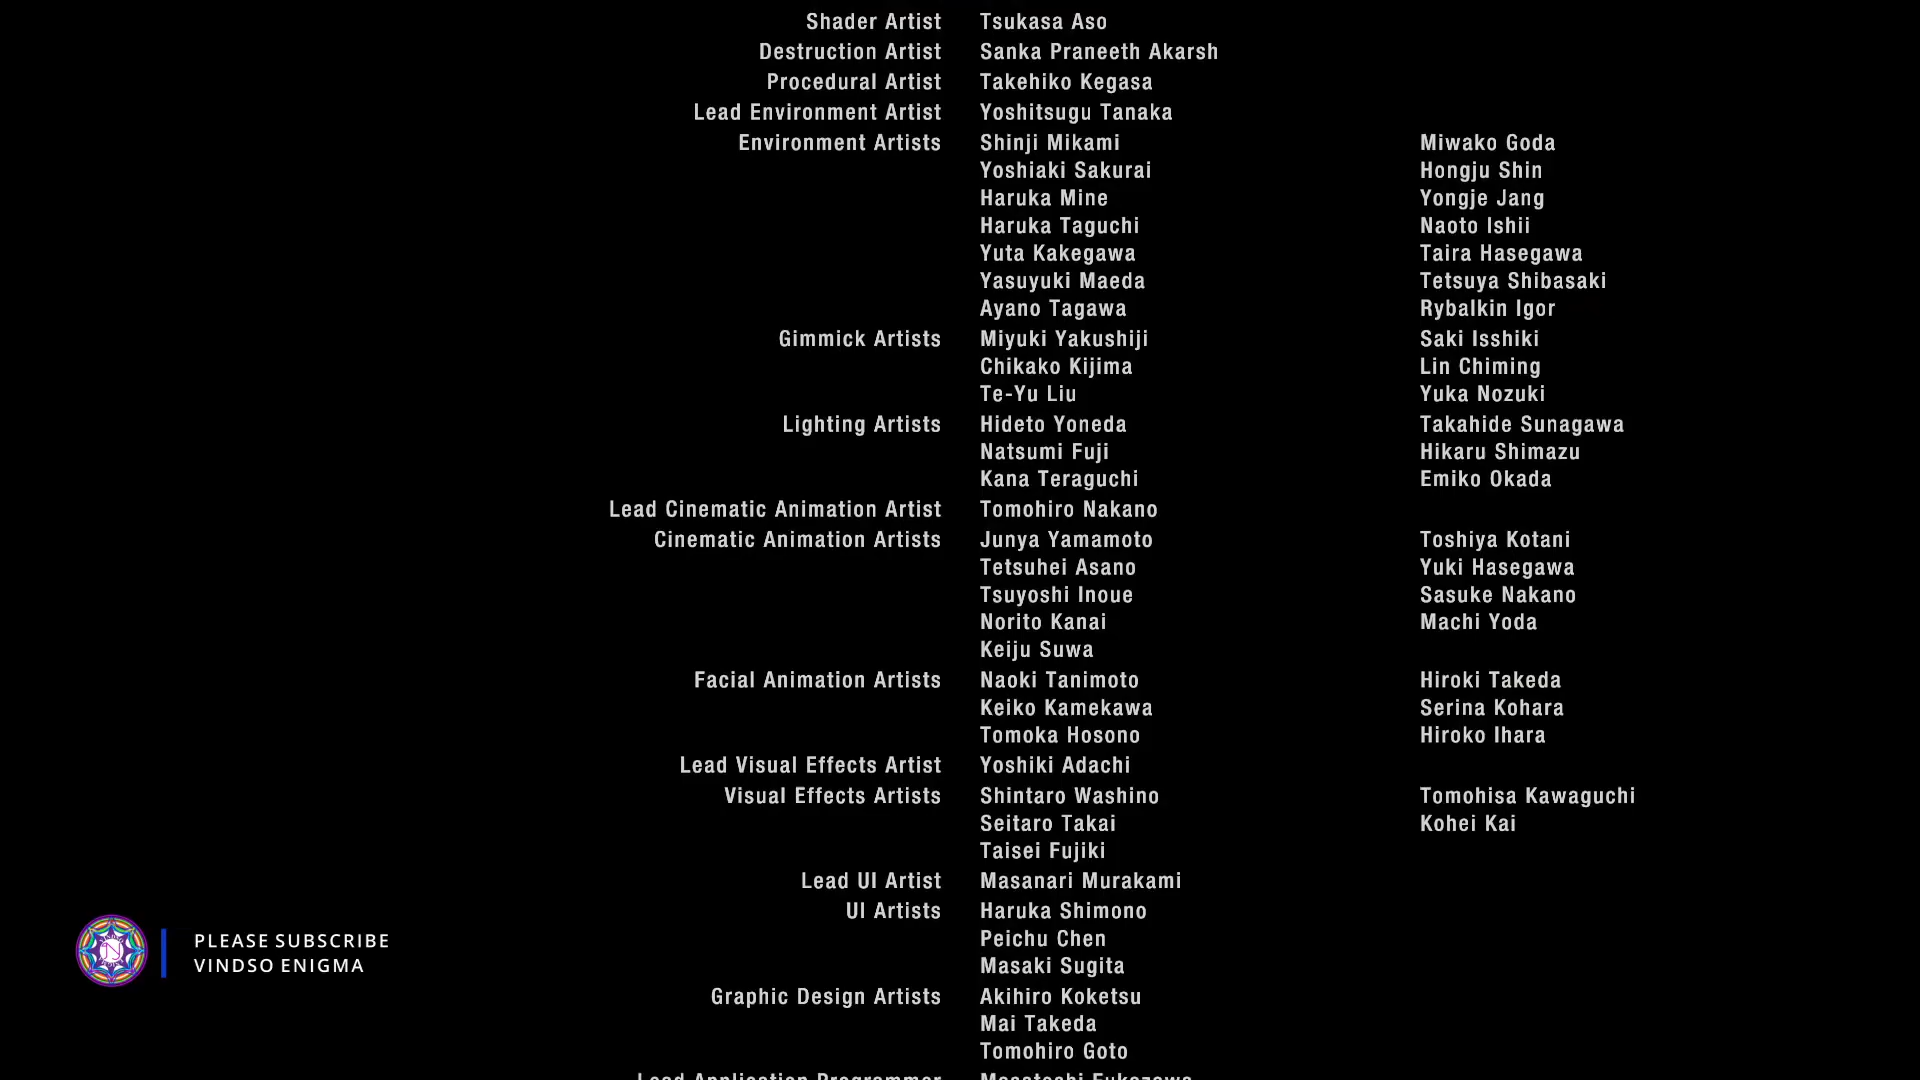 Shader Artist Tsukasa Aso
Destruction Artist Sanka Praneeth Akarsh
Procedural Artist Takehiko Kegasa
Lead Environment Artist Yoshitsugu Tanaka
Environment Artists Shinji Mikami Miwako Goda
Yoshiaki Sakurai Hongju Shin
Haruka Mine Yongje Jang
Haruka Taguchi Naoto Ishii
Yuta Kakegawa Taira Hasegawa
Yasuyuki Maeda Tetsuya Shibasaki
Ayano Tagawa Rybalkin Igor
Gimmick Artists Miyuki Yakushiji Saki Isshiki
Chikako Kijima Lin Chiming
Te-Yu Liu Yuka Nozuki
Lighting Artists Hideto Yoneda Takahide Sunagawa
Natsumi Fuji Hikaru Shimazu
Kana Teraguchi Emiko Okada
Lead Cinematic Animation Artist Tomohiro Nakano
Cinematic Animation Artists Junya Yamamoto Toshiya Kotani
Tetsuhei Asano Yuki Hasegawa
Tsuyoshi Inoue Sasuke Nakano
Norito Kanai Machi Yoda
Keiju Suwa
Facial Animation Artists Naoki Tanimoto Hiroki Takeda
Keiko Kamekawa Serina Kohara
Tomoka Hosono Hiroko Ihara
Lead Visual Effects Artist Yoshiki Adachi
Visual Effects Artists Shintaro Washino Tomohisa Kawaguchi
Seitaro Takai Kohei Kai
Taisei Fujiki
Lead UI Artist Masanari Murakami
UI Artists Haruka Shimono
Peichu Chen
Masaki Sugita
Graphic Design Artists Akihiro Koketsu
Mai Takeda
Tomohiro Goto
Lead Application Programmer Masatoshi Fukazawa
PLEASE SUBSCRIBE
VINDSO ENIGMA